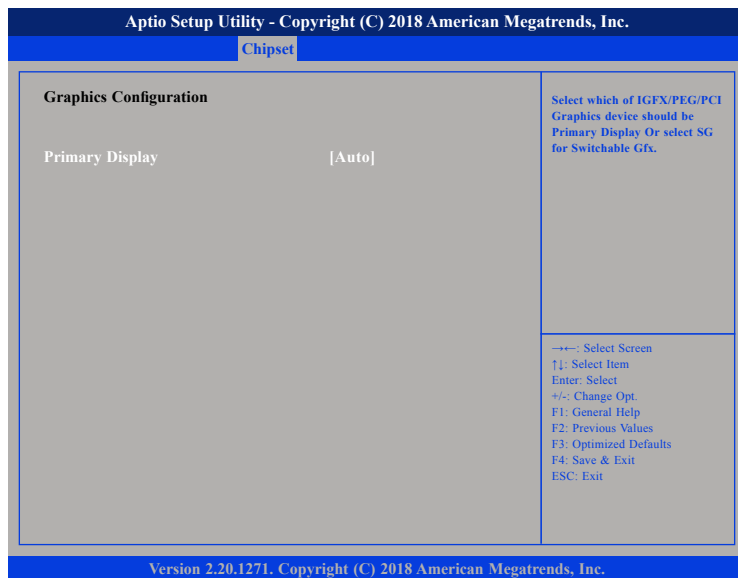 Aptio Setup Utility - Copyright (C) 2018 American Megatrends, Inc.
Chipset
Graphics Configuration
Primary Display [Auto]
Select which of IGFX/PEG/PCI
Graphics device should be
Primary Display Or select SG
for Switchable Gfx.
→←: Select Screen
↑↓: Select Item
Enter: Select
+/-: Change Opt.
F1: General Help
F2: Previous Values
F3: Optimized Defaults
F4: Save & Exit
ESC: Exit
Version 2.20.1271. Copyright (C) 2018 American Megatrends, Inc.